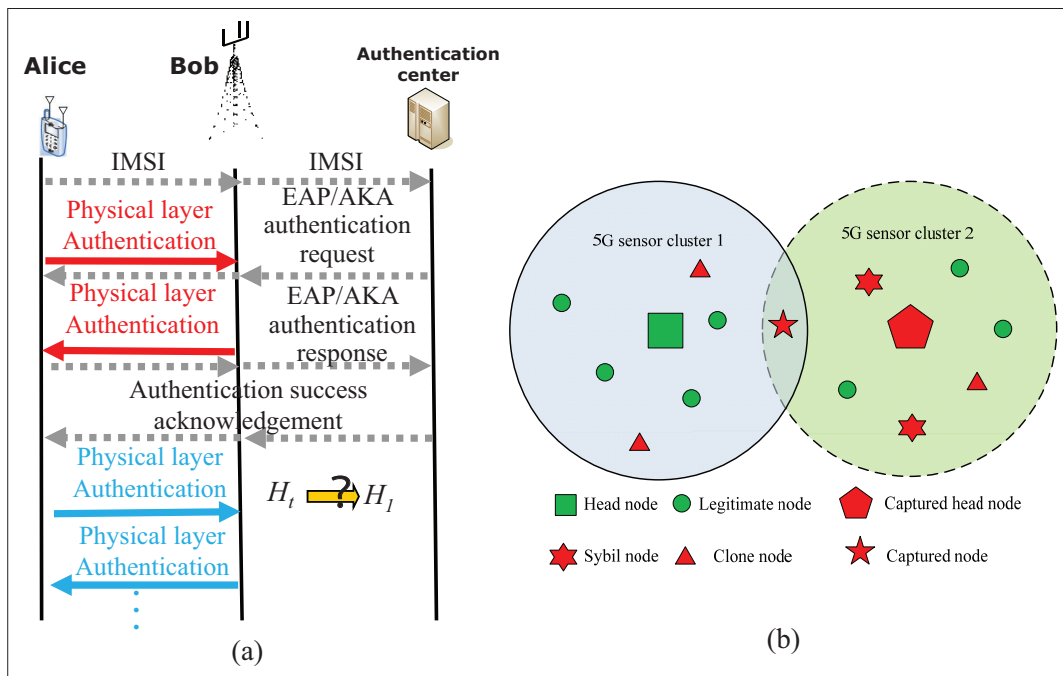 Alice
Bob
Authentication
center
IMSI
IMSI
Physical layer
Authentication
EAP/AKA
authentication
request
Physical layer
Authentication
EAP/AKA
authentication
response
Authentication success
acknowledgement
Physical layer
Authentication
H_t ? H_1
Physical layer
Authentication
(a)
5G sensor cluster 1
5G sensor cluster 2
Head node
Legitimate node
Captured head node
Sybil node
Clone node
Captured node
(b)